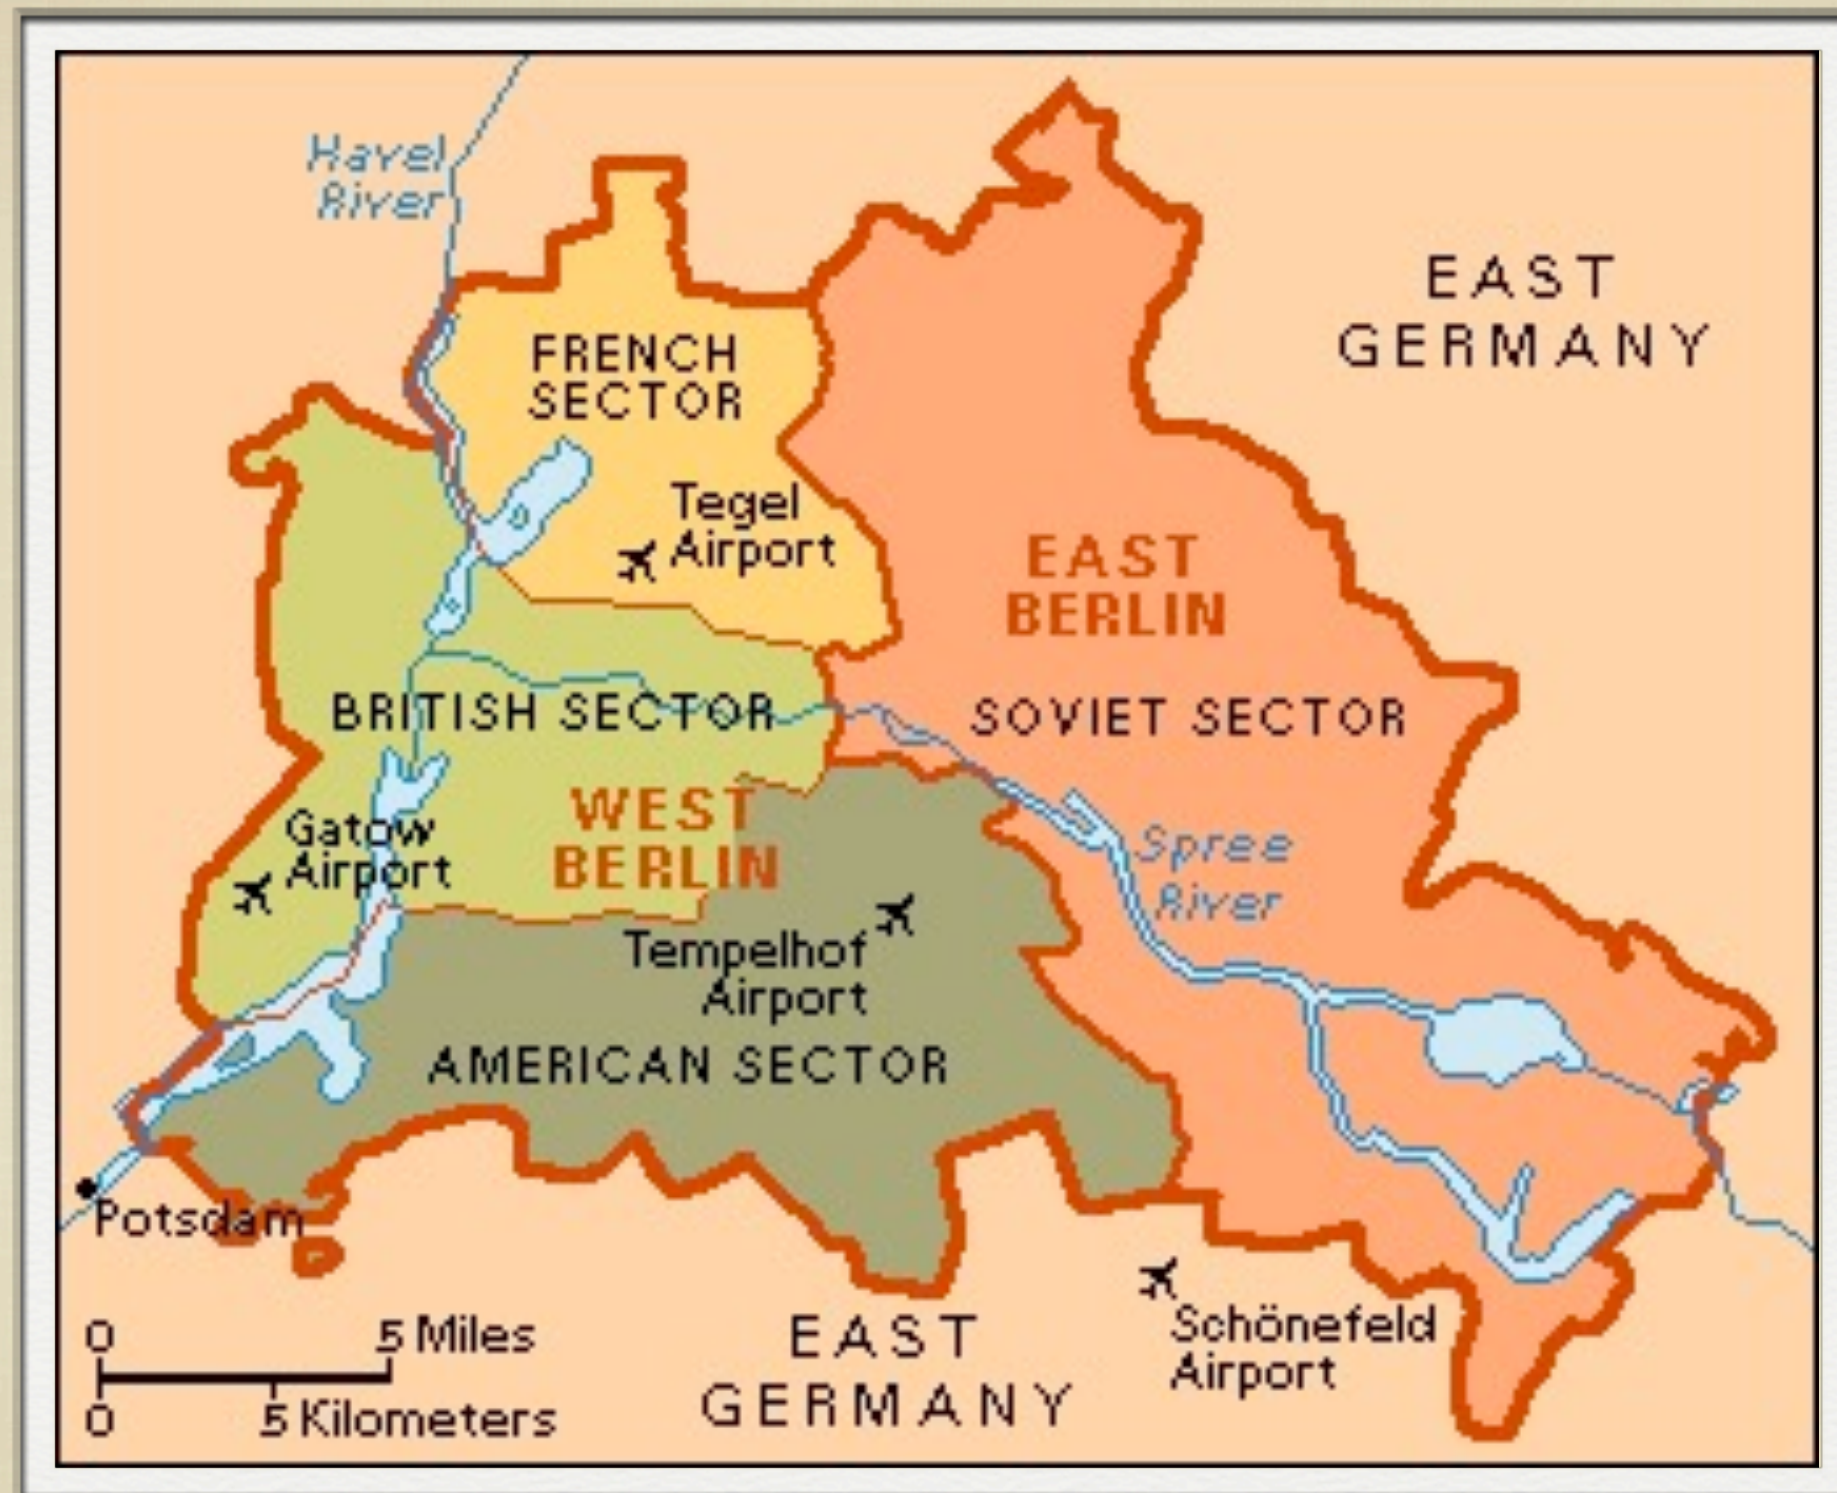 Havel
River
EAST
GERMANY
FRENCH
SECTOR
Tegel
Airport
EAST
BERLIN
BRITISH SECTOR
SOVIET SECTOR
WEST
BERLIN
Gatow
Airport
Spree
River
Tempelhof
Airport
AMERICAN SECTOR
Potsdam
Schönefeld
Airport
EAST
GERMANY
0 5 Miles
0 5 Kilometers